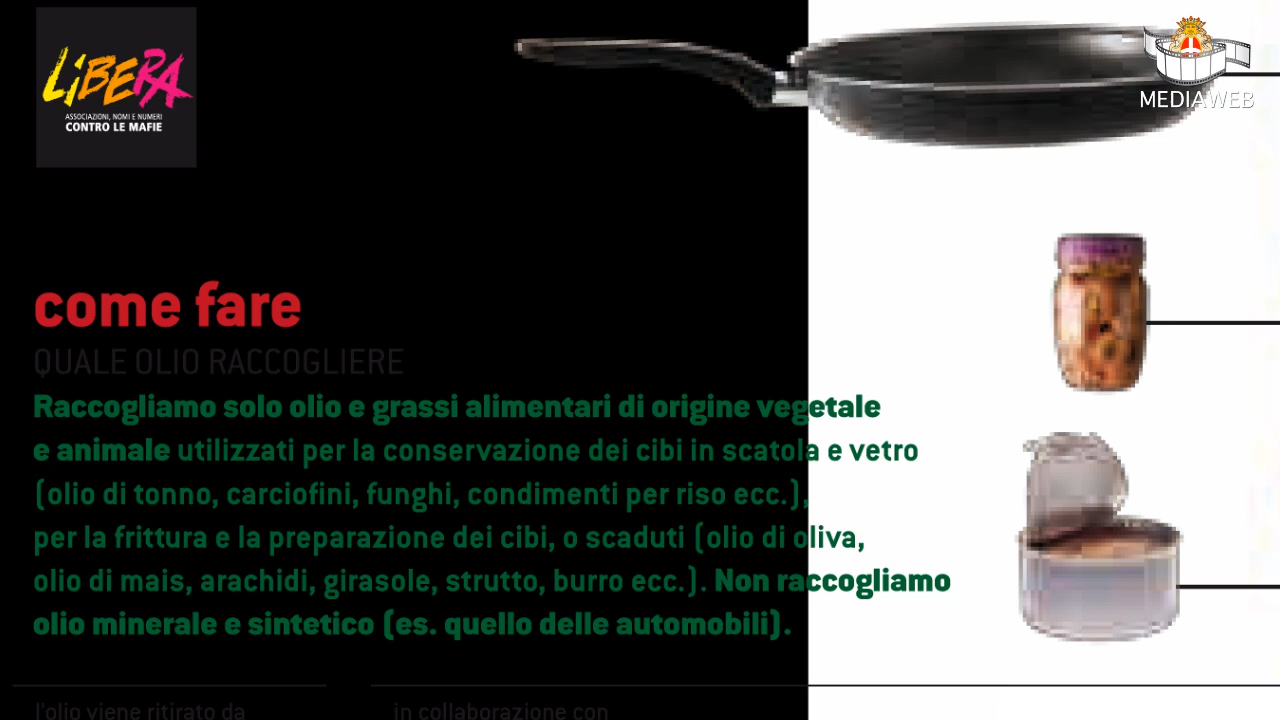 LIBERA
ASSOCIAZIONI, NOMI E NUMERI
CONTRO LE MAFIE
MEDIAWEB
come fare
QUALE OLIO RACCOGLIERE
Raccogliamo solo olio e grassi alimentari di origine vegetale
e animale utilizzati per la conservazione dei cibi in scatola e vetro
(olio di tonno, carciofini, funghi, condimenti per riso ecc.),
per la frittura e la preparazione dei cibi, o scaduti (olio di oliva,
olio di mais, arachidi, girasole, strutto, burro ecc.). Non raccogliamo
olio minerale e sintetico (es. quello delle automobili).
l'olio viene ritirato da
in collaborazione con